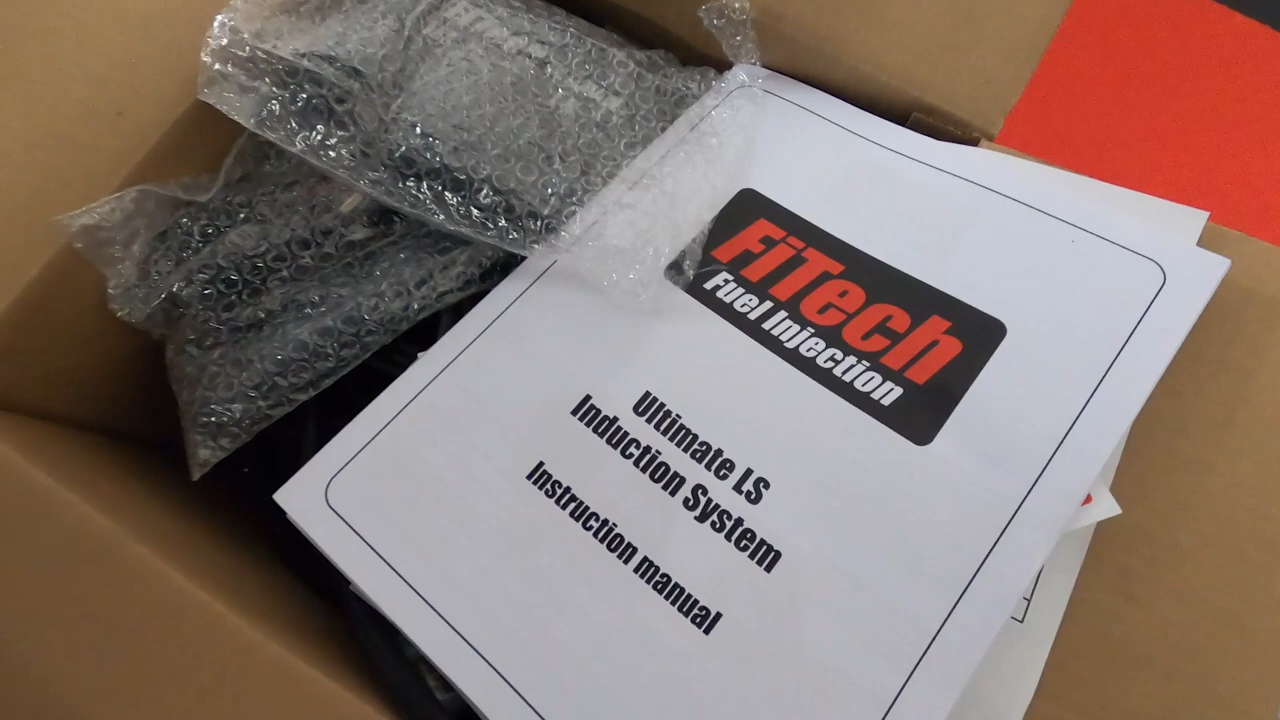 FiTech
Fuel Injection
Ultimate LS
Induction System
Instruction manual